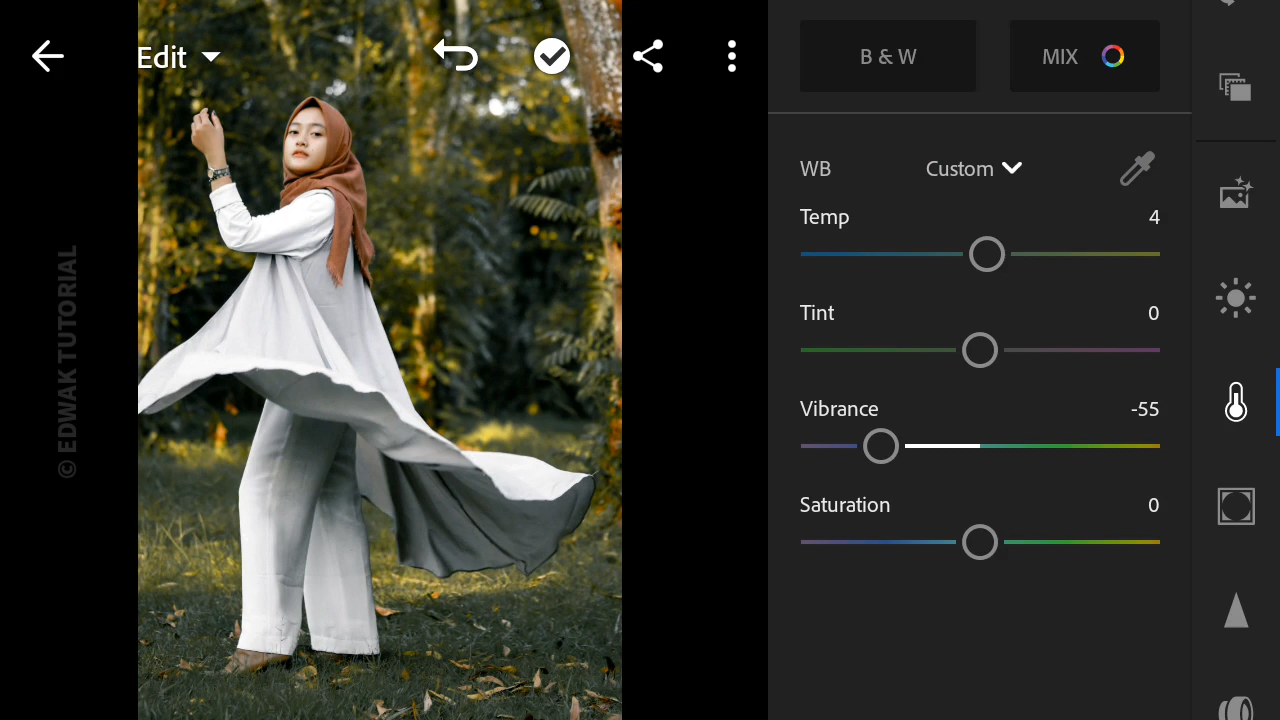 Edit
© EDWAK TUTORIAL
B & W
MIX
WB
Custom
Temp
4
Tint
0
Vibrance
-55
Saturation
0